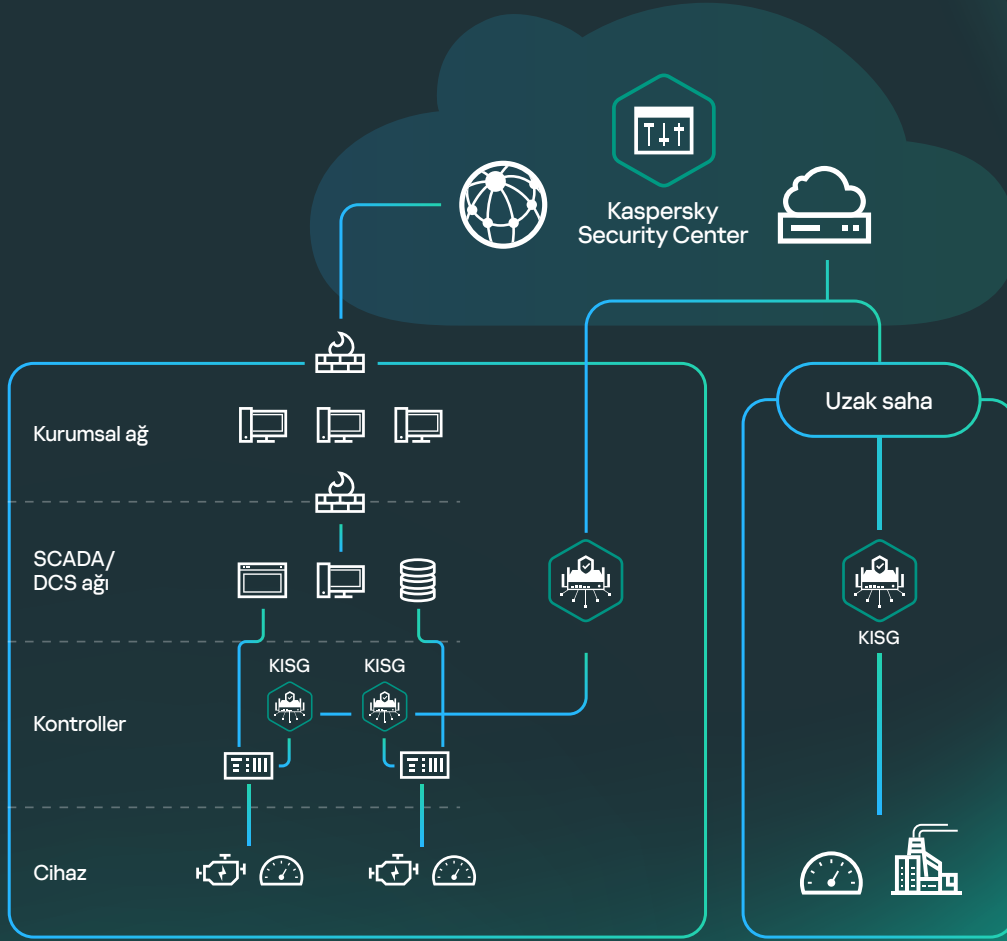 Kaspersky
Security Center
Uzak saha
Kurumsal ağ
SCADA/
DCS ağı
KISG
KISG
KISG
Kontroller
Cihaz